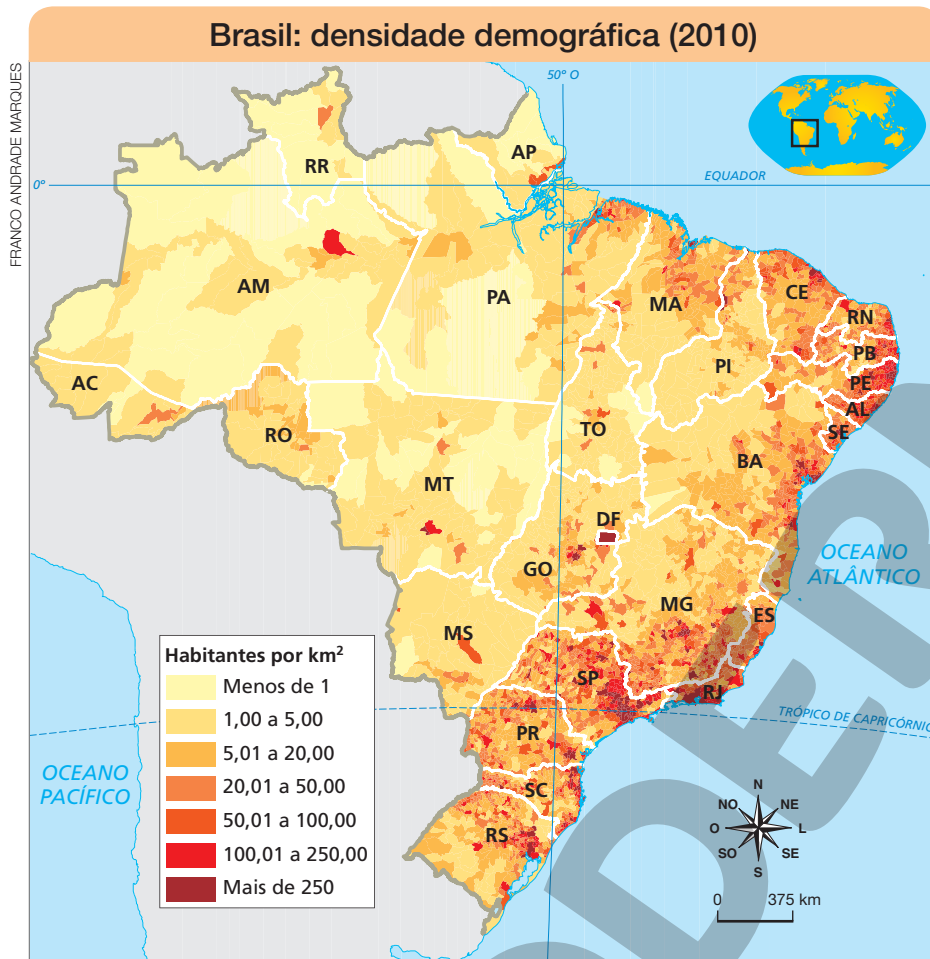 Brasil: densidade demográfica (2010)
FRANCO ANDRADE MARQUES
50° O
0°
EQUADOR
RR
AP
AM
PA
MA
CE
RN
PB
PE
AL
SE
PI
AC
RO
TO
BA
MT
DF
GO
MG
ES
MS
SP
RJ
PR
SC
RS
OCEANO
ATLÂNTICO
TRÓPICO DE CAPRICÓRNIO
OCEANO
PACÍFICO
Habitantes por km²
Menos de 1
1,00 a 5,00
5,01 a 20,00
20,01 a 50,00
50,01 a 100,00
100,01 a 250,00
Mais de 250
N
NO
NE
O
L
SO
SE
S
0 375 km